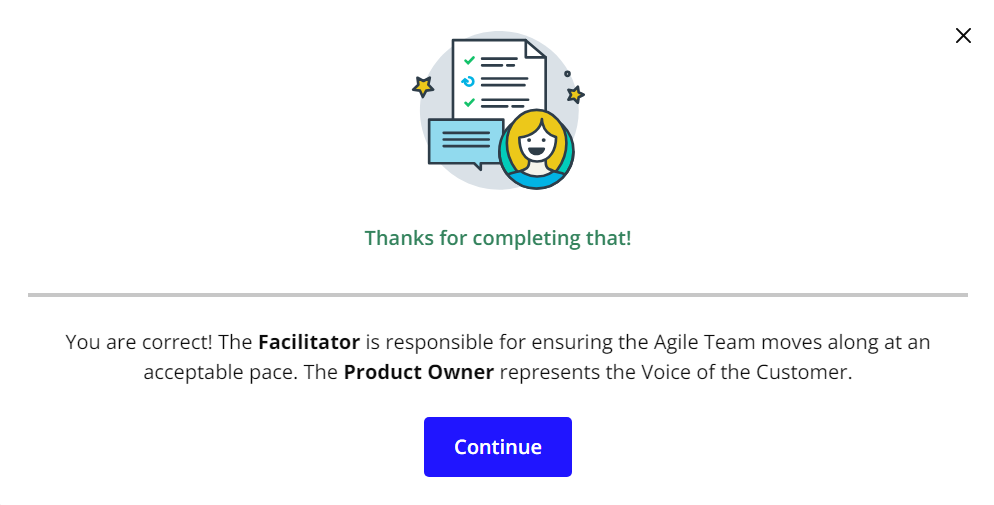 Thanks for completing that!
You are correct! The Facilitator is responsible for ensuring the Agile Team moves along at an
acceptable pace. The Product Owner represents the Voice of the Customer.
Continue